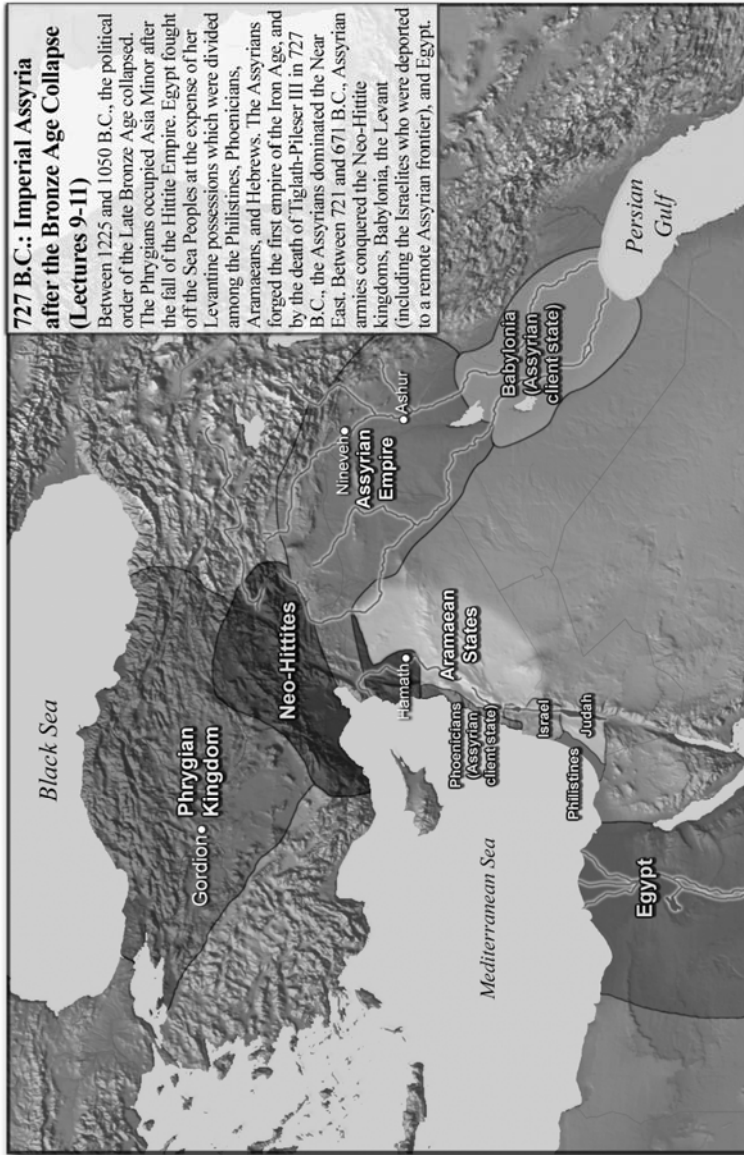 727 B.C.: Imperial Assyria
after the Bronze Age Collapse
(Lectures 9-11)
Between 1225 and 1050 B.C., the political
order of the Late Bronze Age collapsed.
The Phrygians occupied Asia Minor after
the fall of the Hittite Empire. Egypt fought
off the Sea Peoples at the expense of her
Levantine possessions which were divided
among the Philistines, Phoenicians,
Aramaeans, and Hebrews. The Assyrians
forged the first empire of the Iron Age, and
by the death of Tiglath-Pileser III in 727
B.C., the Assyrians dominated the Near
East. Between 721 and 671 B.C., Assyrian
armies conquered the Neo-Hittite
kingdoms, Babylonia, the Levant
(including the Israelites who were deported
to a remote Assyrian frontier), and Egypt.
Black Sea
Gordion
Phrygian
Kingdom
Neo-Hittites
Nineveh
Assyrian
Empire
Ashur
Hamath
Aramaean
States
Phoenicians
(Assyrian
client state)
Israel
Philistines
Judah
Mediterranean Sea
Egypt
Babylonia
(Assyrian
client state)
Persian
Gulf